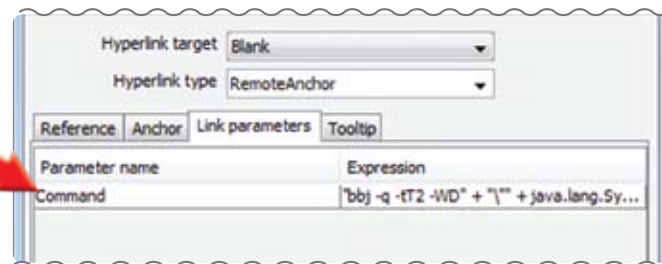 Hyperlink target Blank
Hyperlink type RemoteAnchor
Reference Anchor Link parameters Tooltip
Parameter name Expression
Command "bbj -q -tT2 -WD" + "\"" + java.lang.Sy...